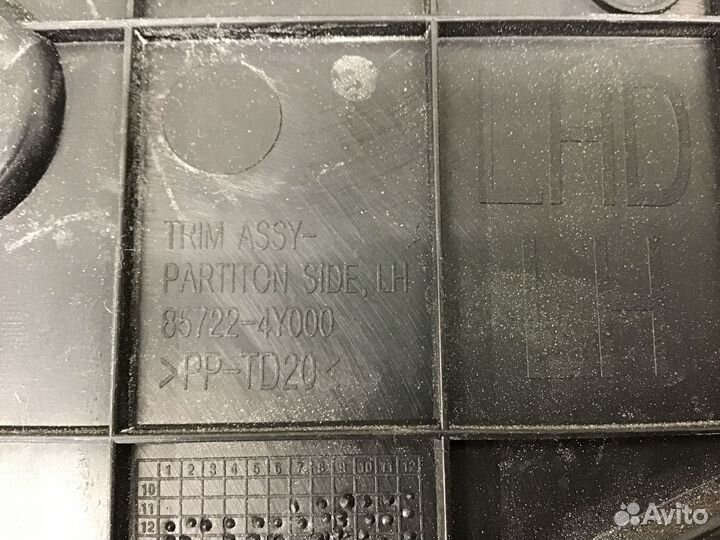 LHD
LH
TRIM ASSY-
PARTITON SIDE, LH
85722-4Y000
>PP-TD20<
1 2 3 4 5 6 7 8 9 10 11 12
10
11
12
Avito